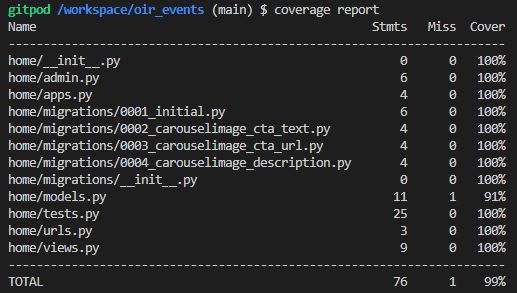 gitpod /workspace/oir_events (main) $ coverage report
Name                                            Stmts   Miss  Cover
-------------------------------------------------------------------
home/__init__.py                                    0      0   100%
home/admin.py                                       6      0   100%
home/apps.py                                        4      0   100%
home/migrations/0001_initial.py                     6      0   100%
home/migrations/0002_carouselimage_cta_text.py      4      0   100%
home/migrations/0003_carouselimage_cta_url.py       4      0   100%
home/migrations/0004_carouselimage_description.py   4      0   100%
home/migrations/__init__.py                         0      0   100%
home/models.py                                     11      1    91%
home/tests.py                                      25      0   100%
home/urls.py                                        3      0   100%
home/views.py                                       9      0   100%
-------------------------------------------------------------------
TOTAL                                              76      1    99%